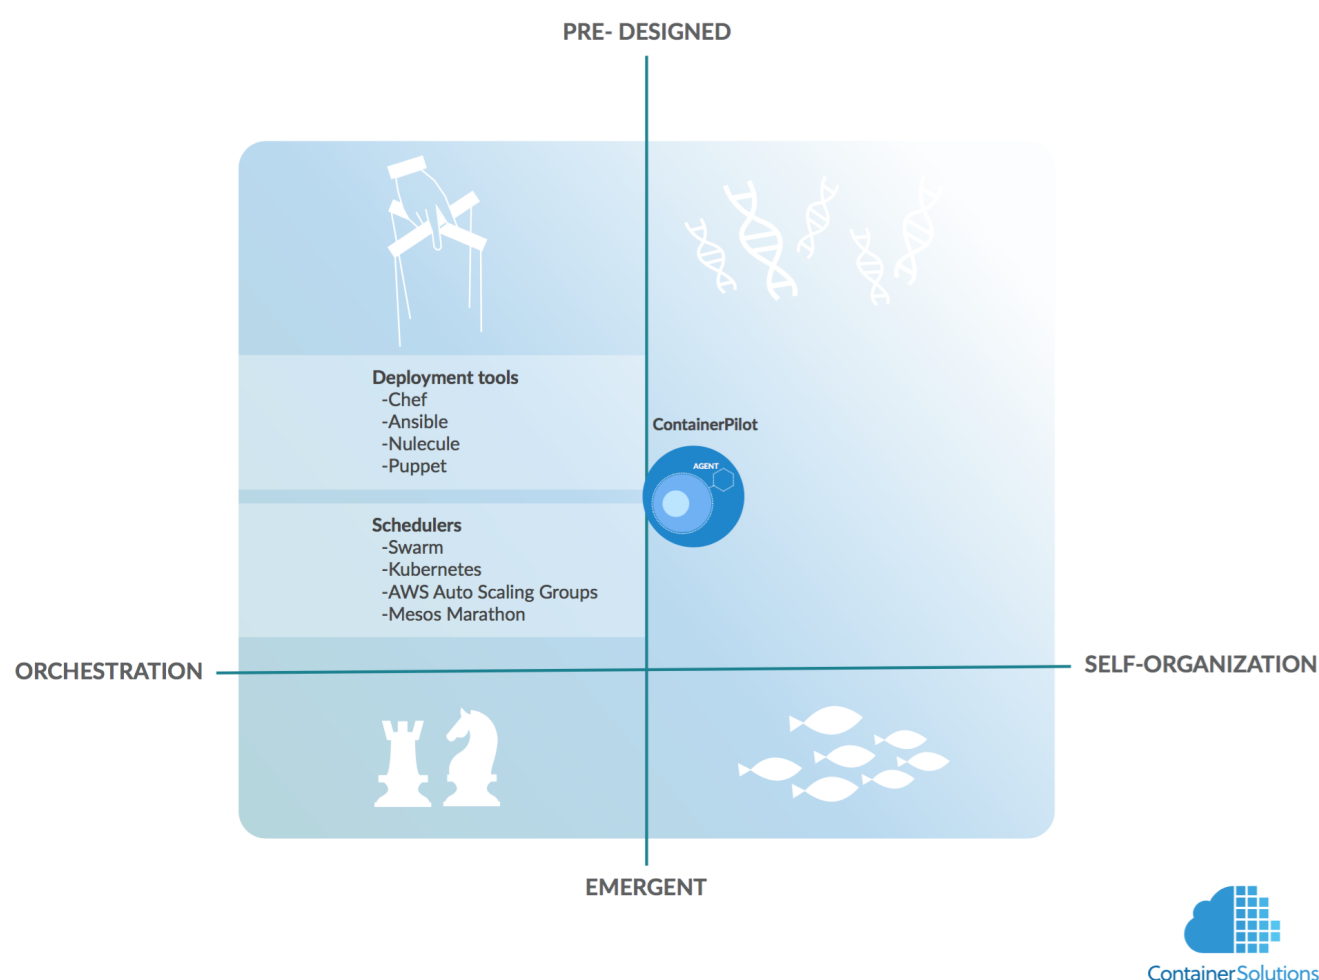 PRE- DESIGNED
Deployment tools
-Chef
-Ansible
-Nulecule
-Puppet
ContainerPilot
AGENT
Schedulers
-Swarm
-Kubernetes
-AWS Auto Scaling Groups
-Mesos Marathon
ORCHESTRATION
SELF-ORGANIZATION
EMERGENT
ContainerSolutions